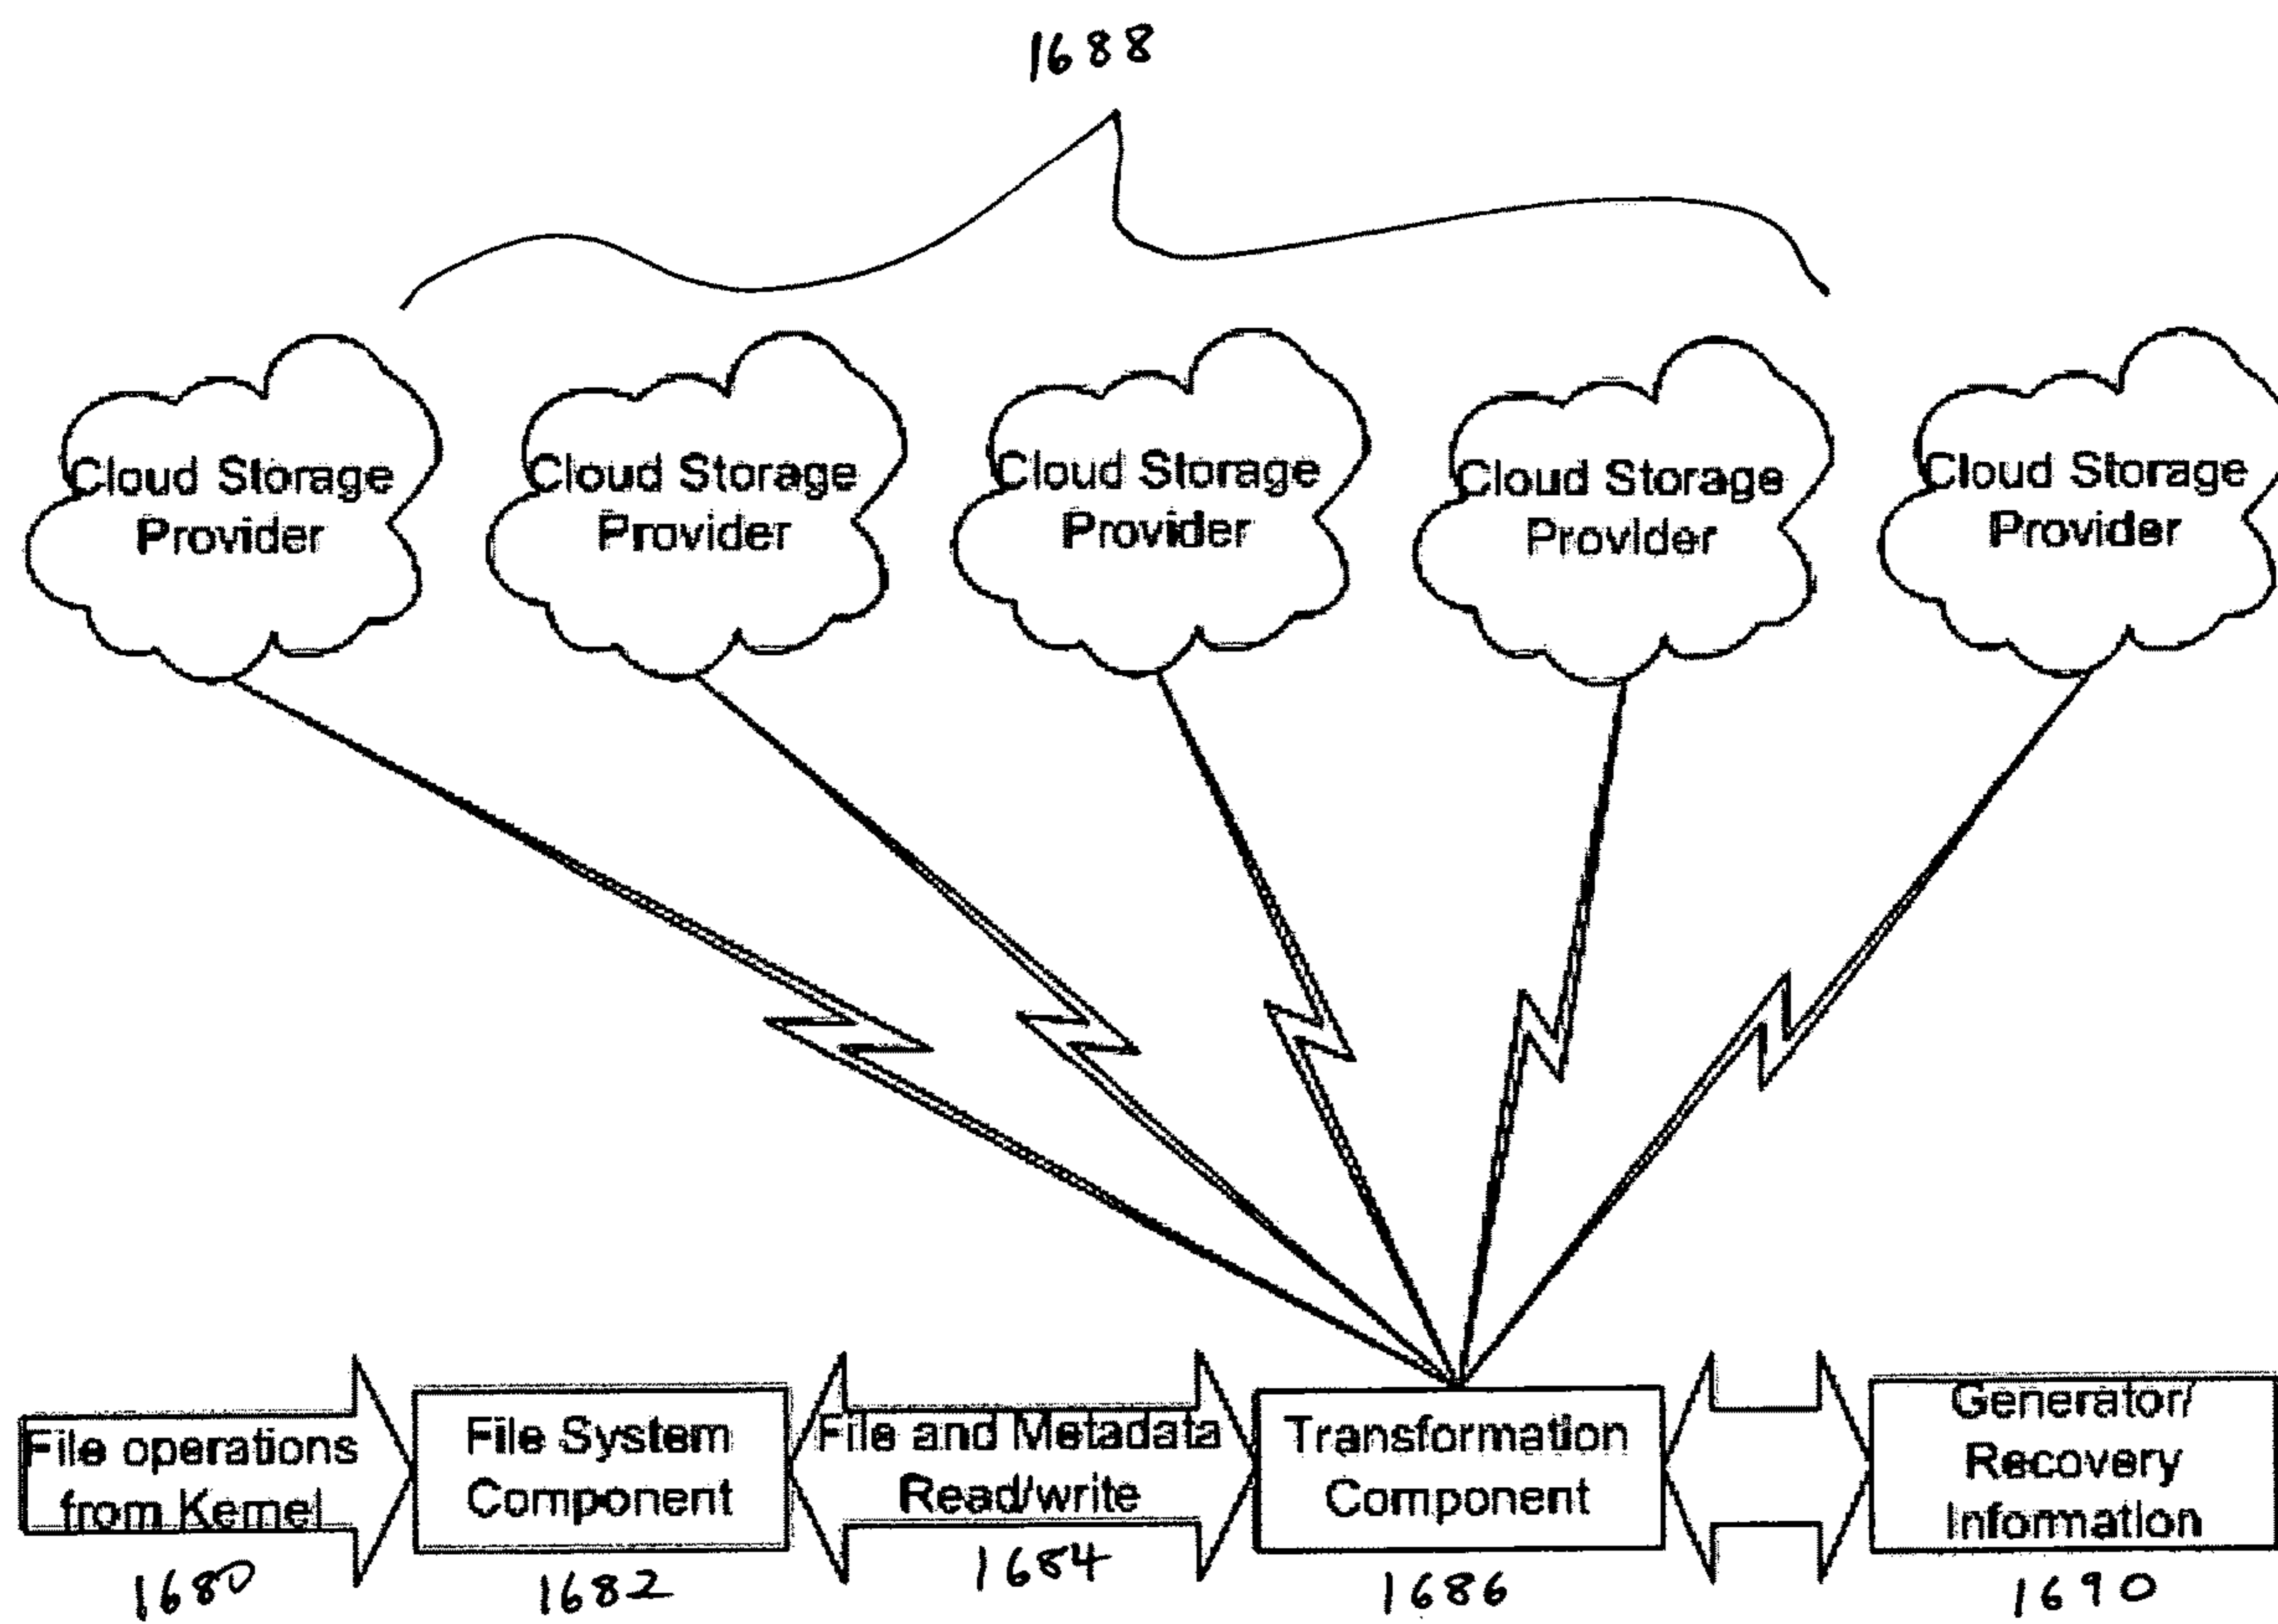 1688
Cloud Storage
Provider
Cloud Storage
Provider
Cloud Storage
Provider
Cloud Storage
Provider
Cloud Storage
Provider
File operations
from Kernel
1680
File System
Component
1682
File and Metadata
Read/write
1684
Transformation
Component
1686
Generator/
Recovery
Information
1690